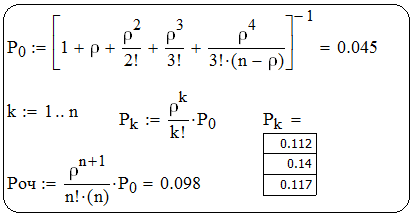 P₀ := [1 + ρ + ρ²/2! + ρ³/3! + ρ⁴/(3!·(n − ρ))]⁻¹ = 0.045
k := 1 .. n    Pₖ := ρᵏ/k!·P₀    Pₖ =
0.112
0.14
0.117
Pоч := ρⁿ⁺¹/(n!·(n))·P₀ = 0.098